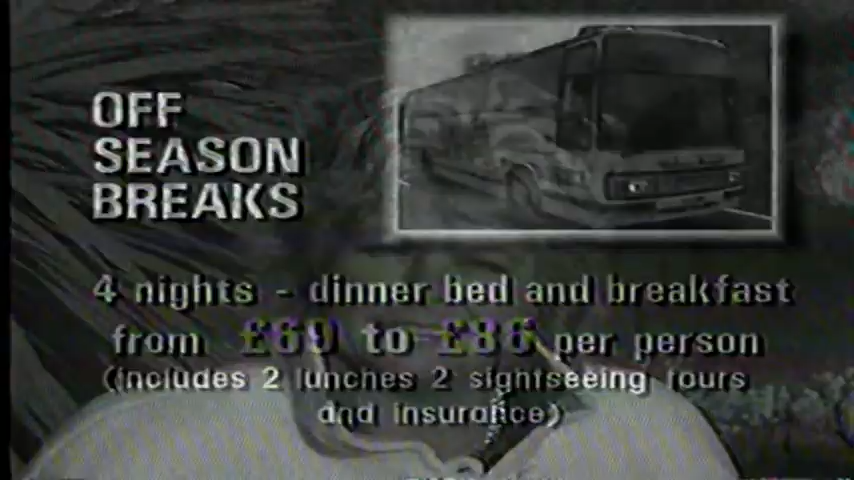 OFF
SEASON
BREAKS
4 nights - dinner bed and breakfast
from £69 to £86 per person
(includes 2 lunches 2 sightseeing tours
and insurance)